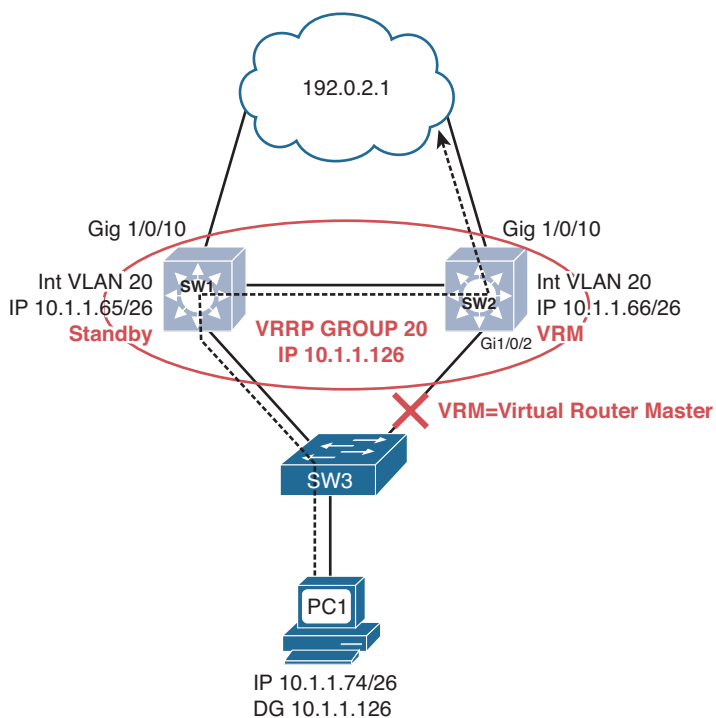 192.0.2.1
Gig 1/0/10
Gig 1/0/10
Int VLAN 20
IP 10.1.1.65/26
Standby
SW1
VRRP GROUP 20
IP 10.1.1.126
SW2
Gi1/0/2
Int VLAN 20
IP 10.1.1.66/26
VRM
VRM=Virtual Router Master
SW3
PC1
IP 10.1.1.74/26
DG 10.1.1.126